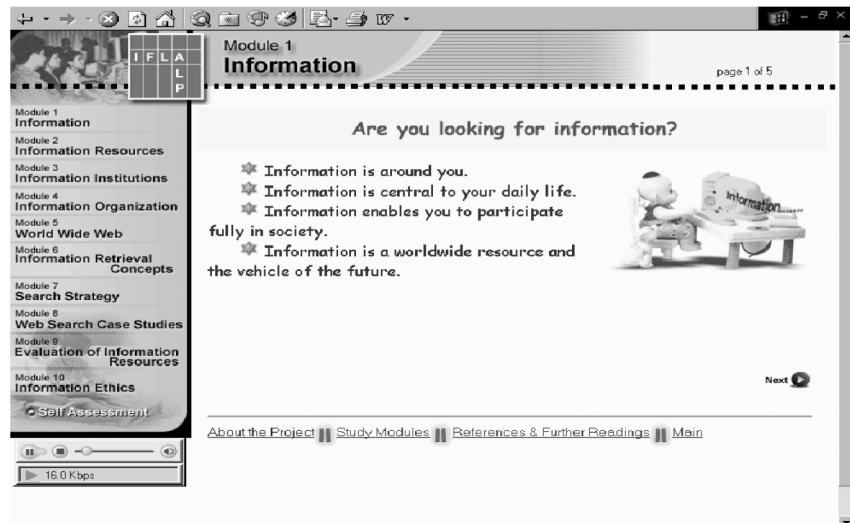 Module 1
Information
page 1 of 5
I F L A
L
P
Module 1
Information
Module 2
Information Resources
Module 3
Information Institutions
Module 4
Information Organization
Module 5
World Wide Web
Module 6
Information Retrieval
Concepts
Module 7
Search Strategy
Module 8
Web Search Case Studies
Module 9
Evaluation of Information
Resources
Module 10
Information Ethics
Self Assessment
16.0 Kbps
Are you looking for information?
Information is around you.
Information is central to your daily life.
Information enables you to participate
fully in society.
Information is a worldwide resource and
the vehicle of the future.
Information
Next
About the Project Study Modules References & Further Readings Main